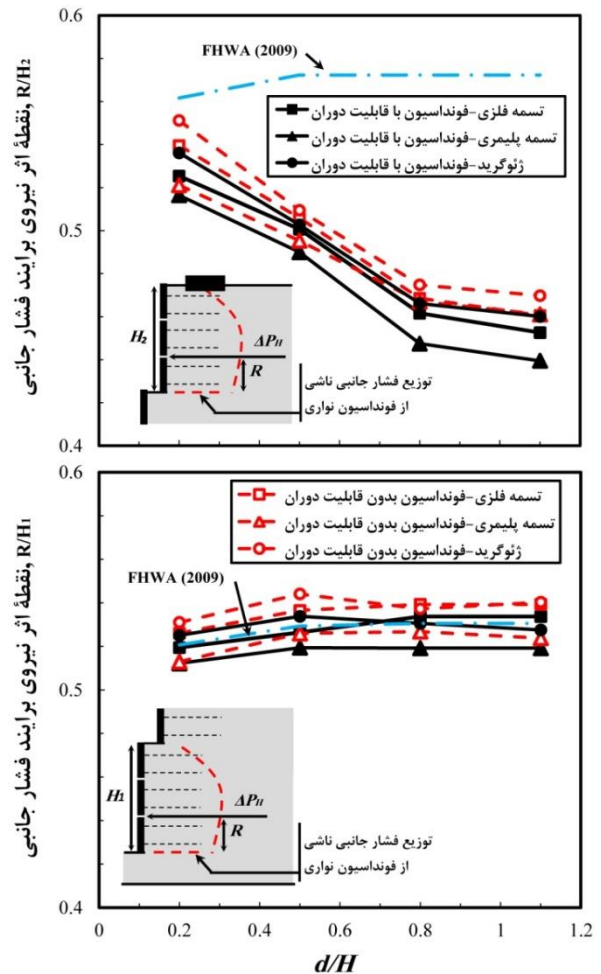 0.6
FHWA (2009)
تسمه فلزی-فونداسیون با قابلیت دوران
تسمه پلیمری-فونداسیون با قابلیت دوران
ژئوگرید-فونداسیون با قابلیت دوران
نقطهٔ اثر نیروی برایند فشار جانبی, R/H₂
0.5
H₂
ΔP_H
R
توزیع فشار جانبی ناشی
از فونداسیون نواری
0.4
0.6
تسمه فلزی-فونداسیون بدون قابلیت دوران
تسمه پلیمری-فونداسیون بدون قابلیت دوران
ژئوگرید-فونداسیون بدون قابلیت دوران
FHWA (2009)
نقطهٔ اثر نیروی برایند فشار جانبی, R/H₁
0.5
H₁
ΔP_H
R
توزیع فشار جانبی ناشی
از فونداسیون نواری
0.4
0 0.2 0.4 0.6 0.8 1 1.2
d/H